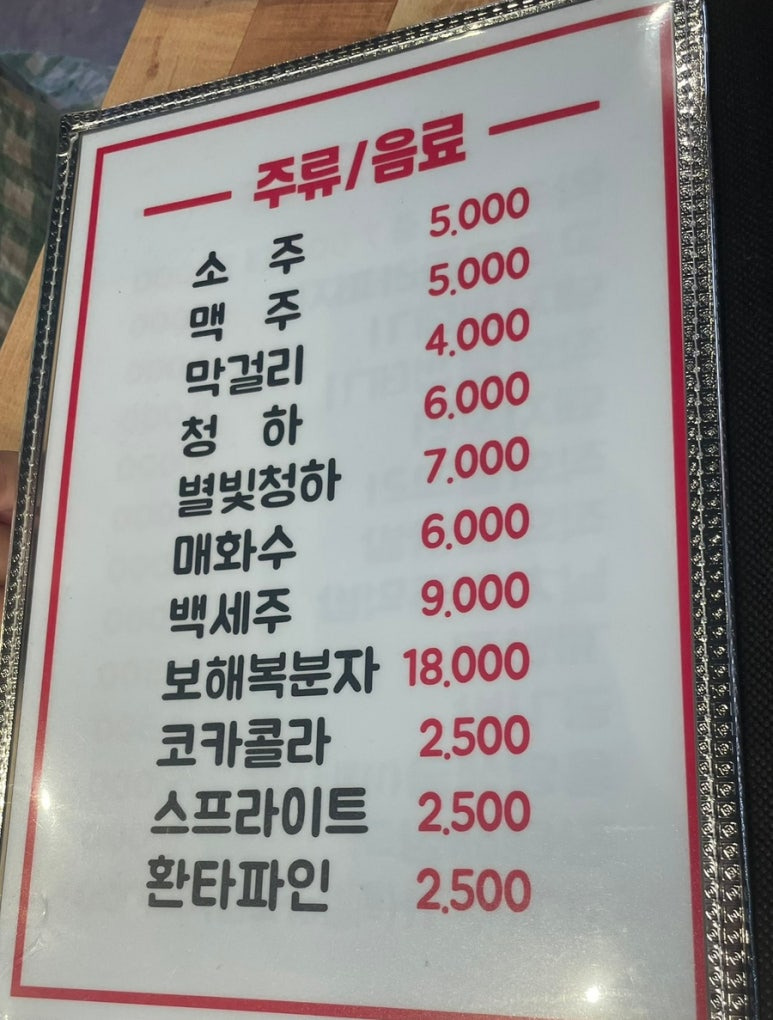 주류/음료
소 주 5,000
맥 주 5,000
막걸리 4,000
청 하 6,000
별빛청하 7,000
매화수 6,000
백세주 9,000
보해복분자 18,000
코카콜라 2,500
스프라이트 2,500
환타파인 2,500